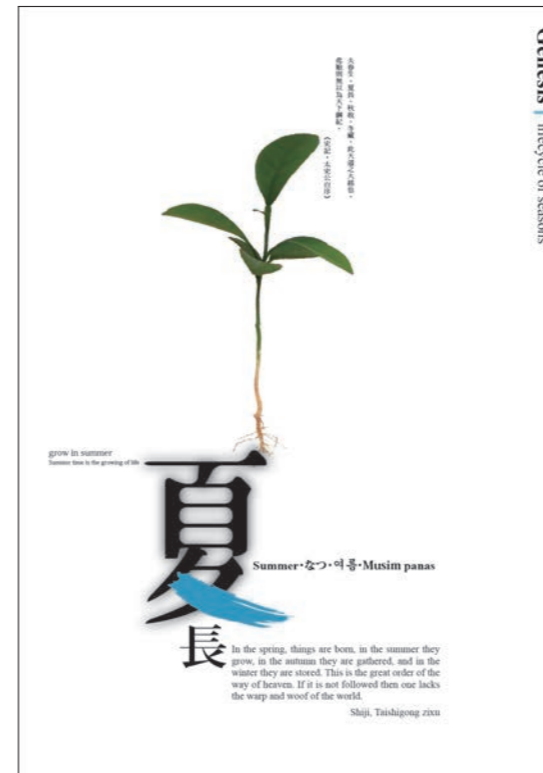 Genesis lifecycle of seasons
夫春生，夏長，秋收，冬藏，此天道之大經也，
弗順則無以為天下綱紀。
《史記・太史公自序》
grow in summer
Summer time is the growing of life
夏
長
Summer·なつ·여름·Musim panas
In the spring, things are born, in the summer they
grow, in the autumn they are gathered, and in the
winter they are stored. This is the great order of the
way of heaven. If it is not followed then one lacks
the warp and woof of the world.
Shiji, Taishigong zixu